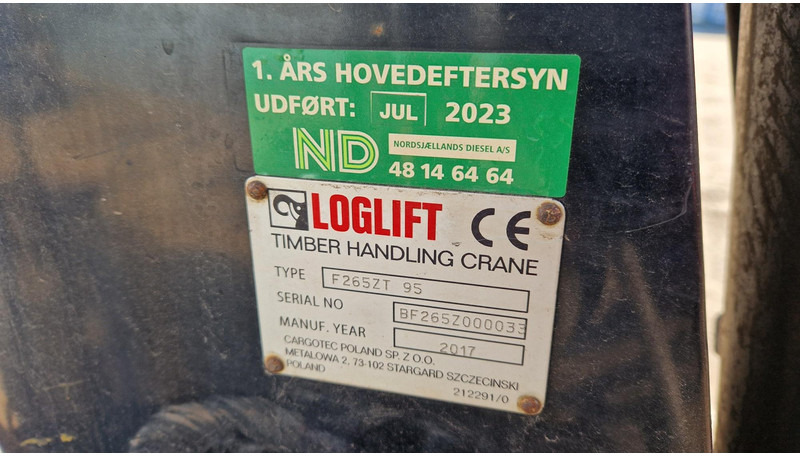 1. ÅRS HOVEDEFTERSYN
UDFØRT: JUL 2023
ND NORDSJÆLLANDS DIESEL A/S
48 14 64 64
LOGLIFT CE
TIMBER HANDLING CRANE
TYPE F265ZT 95
SERIAL NO BF265Z000033
MANUF. YEAR 2017
CARGOTEC POLAND SP. Z O.O.
METALOWA 2, 73-102 STARGARD SZCZECINSKI
POLAND
212291/0